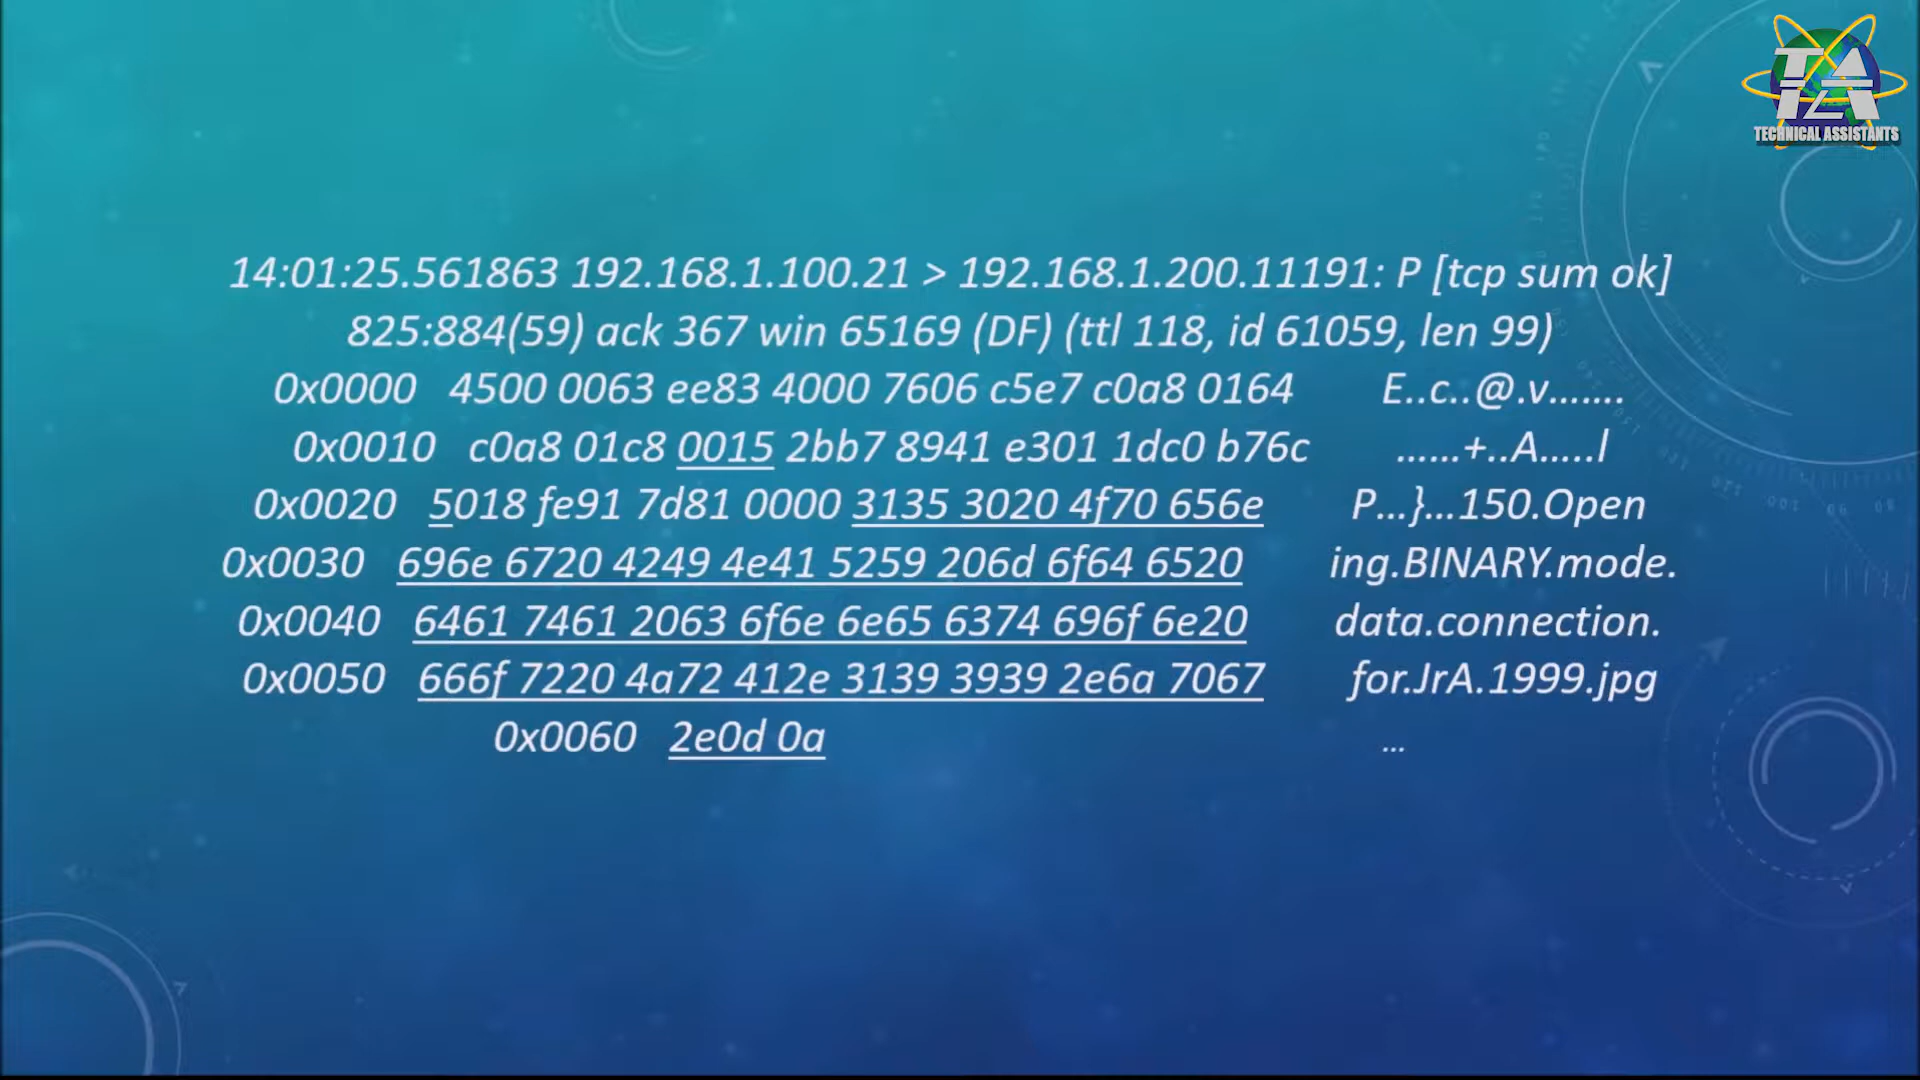 TECHNICAL ASSISTANTS
14:01:25.561863 192.168.1.100.21 > 192.168.1.200.11191: P [tcp sum ok]
825:884(59) ack 367 win 65169 (DF) (ttl 118, id 61059, len 99)
0x0000 4500 0063 ee83 4000 7606 c5e7 c0a8 0164 E..c..@.v.......
0x0010 c0a8 01c8 0015 2bb7 8941 e301 1dc0 b76c ......+..A.....l
0x0020 5018 fe91 7d81 0000 3135 3020 4f70 656e P...}...150.Open
0x0030 696e 6720 4249 4e41 5259 206d 6f64 6520 ing.BINARY.mode.
0x0040 6461 7461 2063 6f6e 6e65 6374 696f 6e20 data.connection.
0x0050 666f 7220 4a72 412e 3139 3939 2e6a 7067 for.JrA.1999.jpg
0x0060 2e0d 0a ...